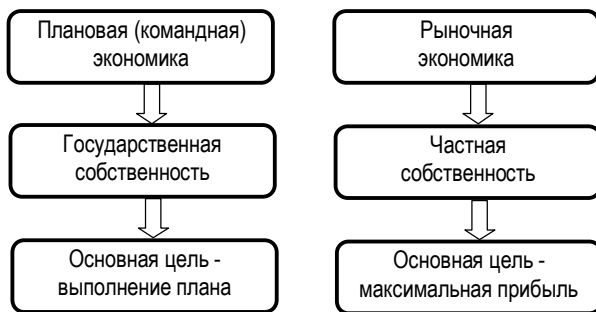 Плановая (командная)
экономика
Рыночная
экономика
Государственная
собственность
Частная
собственность
Основная цель -
выполнение плана
Основная цель -
максимальная прибыль